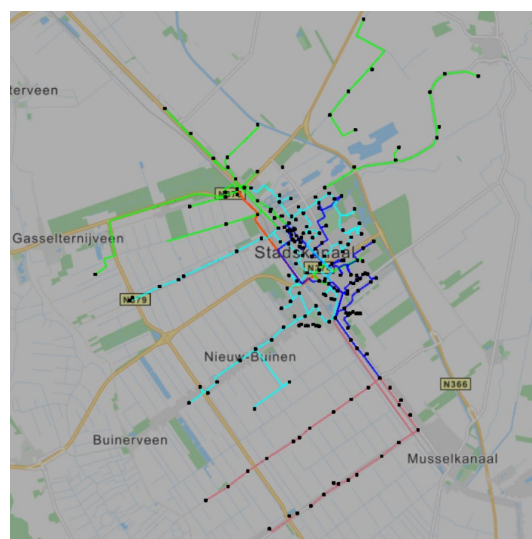 terveen
Gasselternijveen
Stadskanaal
N379
Nieuw-Buinen
N366
Buinerveen
Musselkanaal